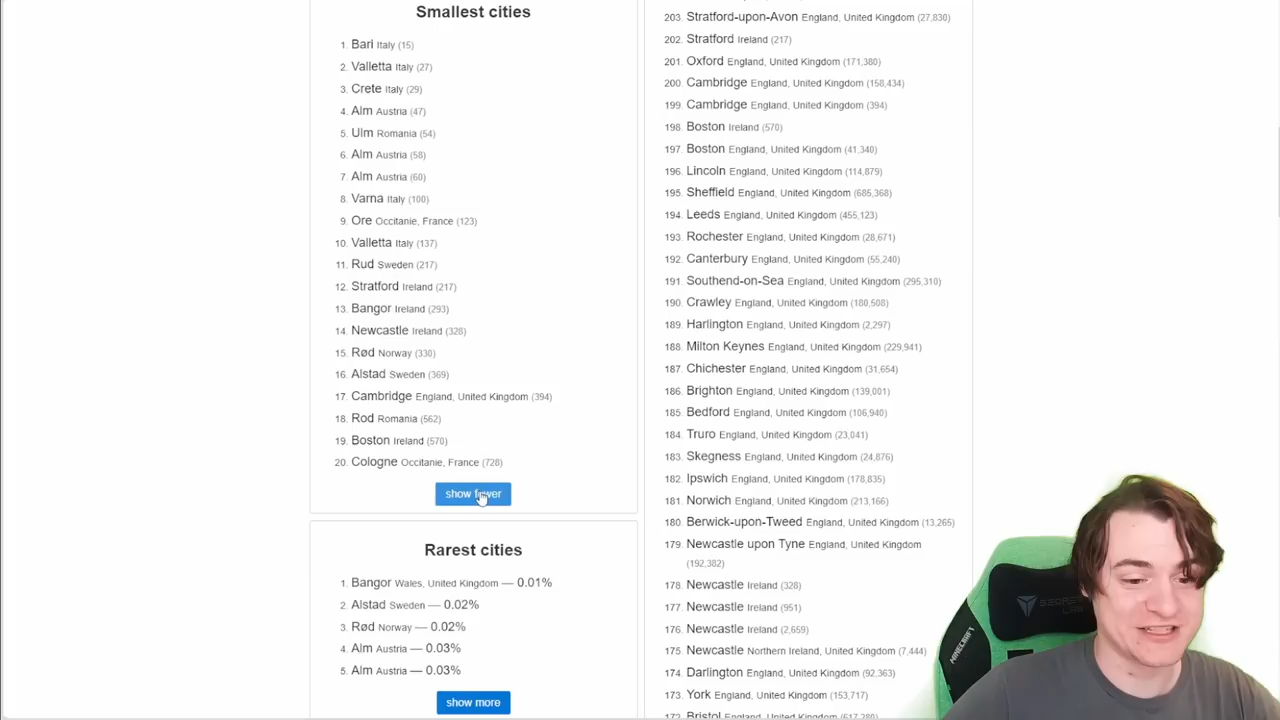 Smallest cities
1. Bari Italy (15)
2. Valletta Italy (27)
3. Crete Italy (29)
4. Alm Austria (47)
5. Ulm Romania (54)
6. Alm Austria (58)
7. Alm Austria (60)
8. Varna Italy (100)
9. Ore Occitanie, France (123)
10. Valletta Italy (137)
11. Rud Sweden (217)
12. Stratford Ireland (217)
13. Bangor Ireland (293)
14. Newcastle Ireland (328)
15. Rød Norway (330)
16. Alstad Sweden (369)
17. Cambridge England, United Kingdom (394)
18. Rod Romania (562)
19. Boston Ireland (570)
20. Cologne Occitanie, France (728)
show fewer
Rarest cities
1. Bangor Wales, United Kingdom — 0.01%
2. Alstad Sweden — 0.02%
3. Rød Norway — 0.02%
4. Alm Austria — 0.03%
5. Alm Austria — 0.03%
show more
203. Stratford-upon-Avon England, United Kingdom (27,830)
202. Stratford Ireland (217)
201. Oxford England, United Kingdom (171,380)
200. Cambridge England, United Kingdom (158,434)
199. Cambridge England, United Kingdom (394)
198. Boston Ireland (570)
197. Boston England, United Kingdom (41,340)
196. Lincoln England, United Kingdom (114,879)
195. Sheffield England, United Kingdom (685,368)
194. Leeds England, United Kingdom (455,123)
193. Rochester England, United Kingdom (28,671)
192. Canterbury England, United Kingdom (55,240)
191. Southend-on-Sea England, United Kingdom (295,310)
190. Crawley England, United Kingdom (180,508)
189. Harlington England, United Kingdom (2,297)
188. Milton Keynes England, United Kingdom (229,941)
187. Chichester England, United Kingdom (31,654)
186. Brighton England, United Kingdom (139,001)
185. Bedford England, United Kingdom (106,940)
184. Truro England, United Kingdom (23,041)
183. Skegness England, United Kingdom (24,876)
182. Ipswich England, United Kingdom (178,835)
181. Norwich England, United Kingdom (213,166)
180. Berwick-upon-Tweed England, United Kingdom (13,265)
179. Newcastle upon Tyne England, United Kingdom
(192,382)
178. Newcastle Ireland (328)
177. Newcastle Ireland (951)
176. Newcastle Ireland (2,659)
175. Newcastle Northern Ireland, United Kingdom (7,444)
174. Darlington England, United Kingdom (92,363)
173. York England, United Kingdom (153,717)
172. Bristol England, United Kingdom (617,280)
MINECRAFT